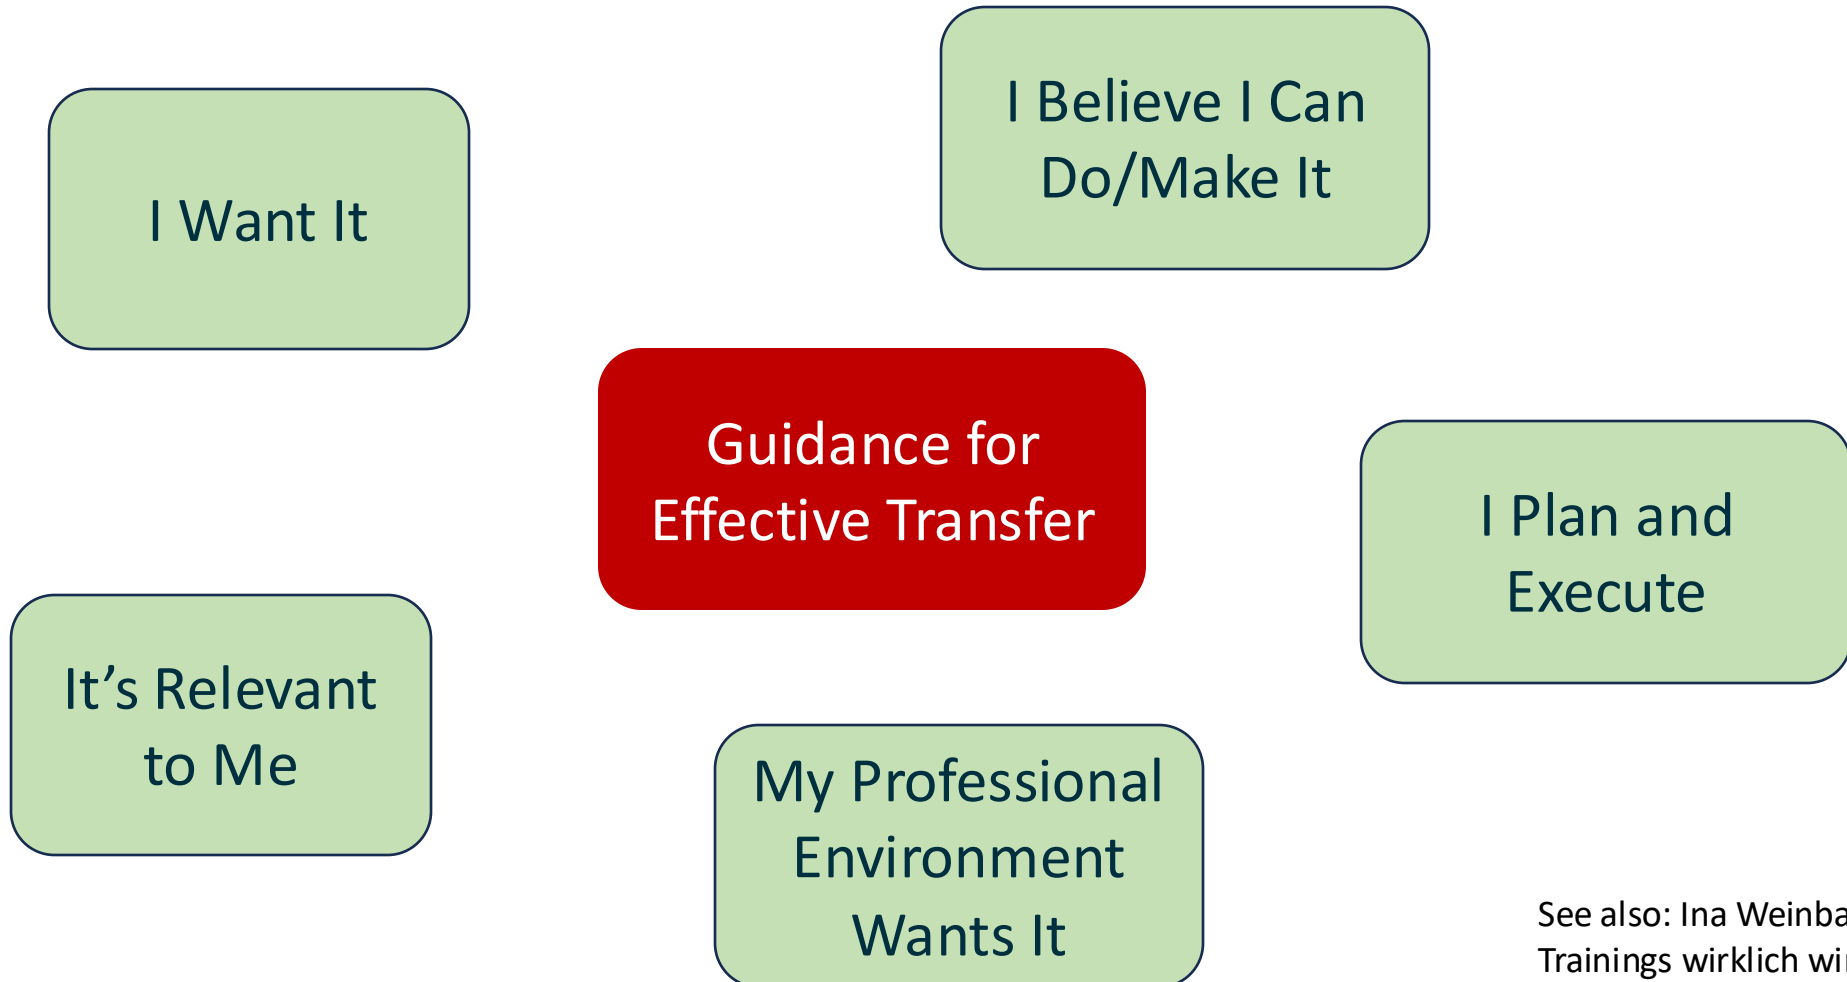 I Want It
I Believe I Can
Do/Make It
Guidance for
Effective Transfer
I Plan and
Execute
It’s Relevant
to Me
My Professional
Environment
Wants It
See also: Ina
Trainings wirklich